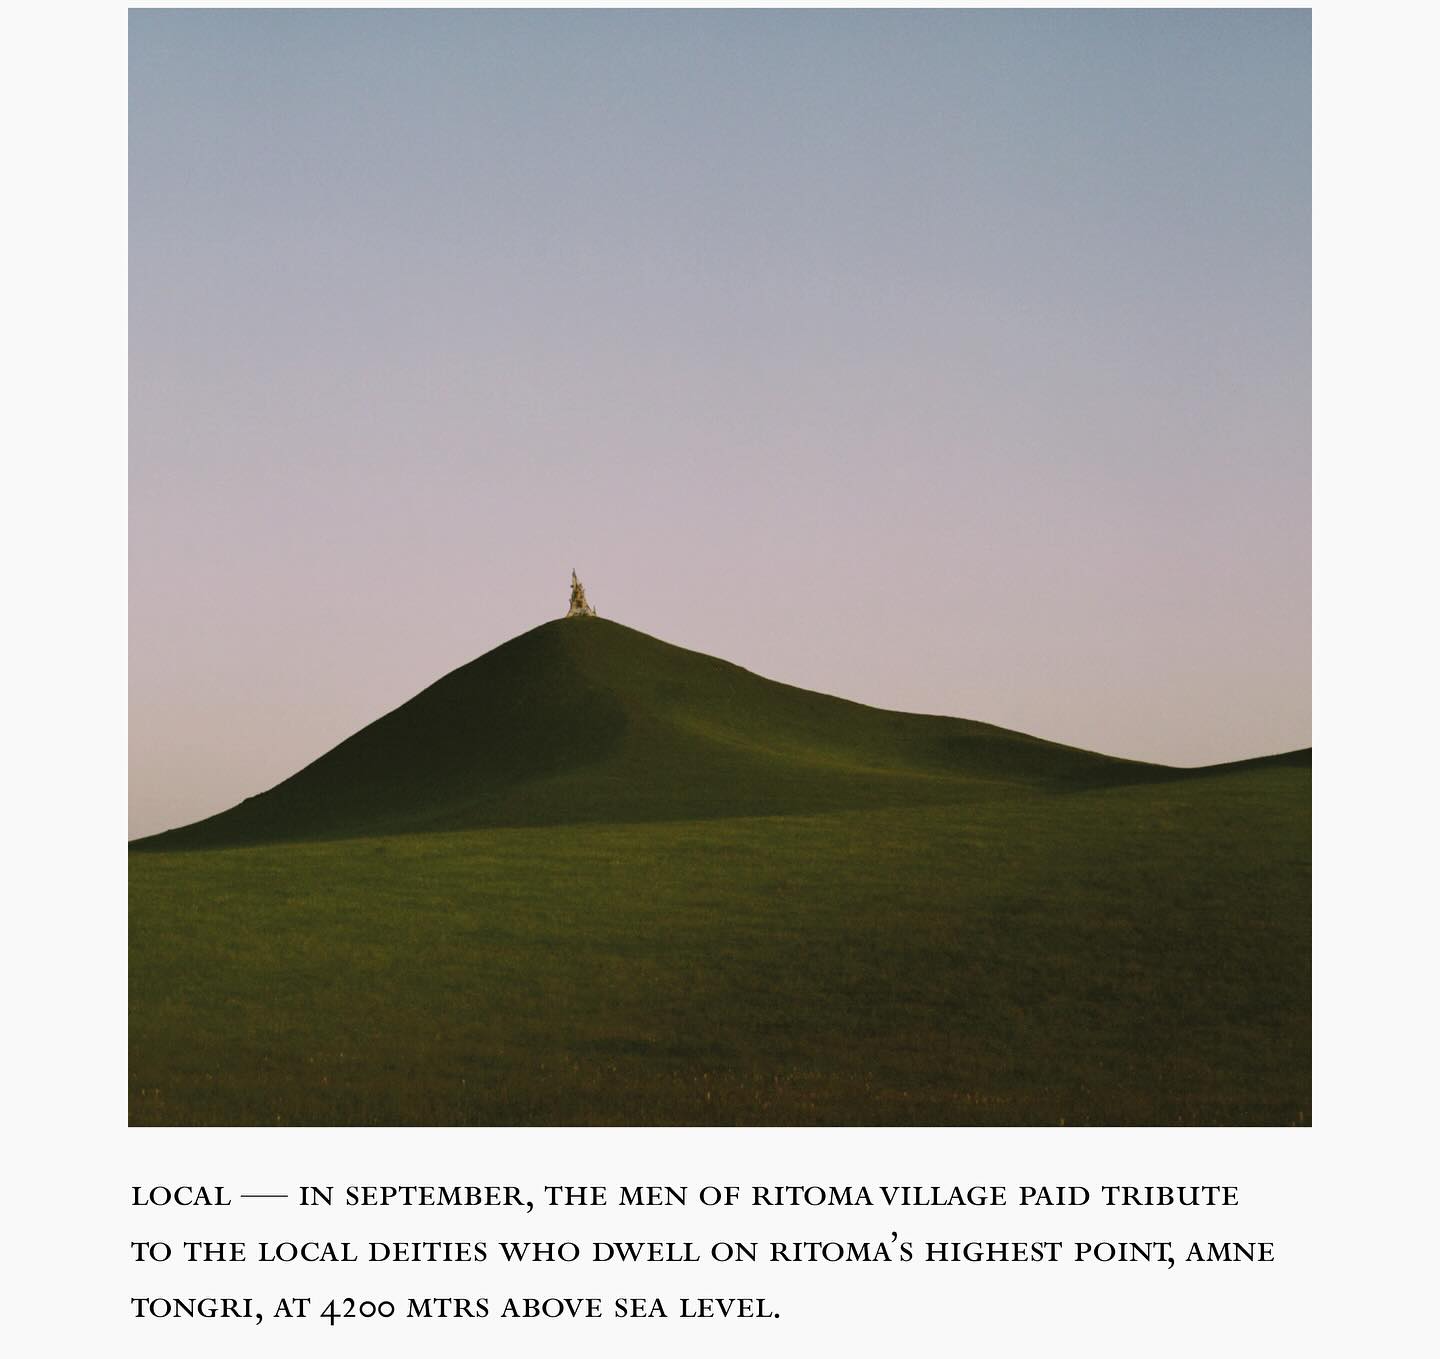 LOCAL — IN SEPTEMBER, THE MEN OF RITOMA VILLAGE PAID TRIBUTE
TO THE LOCAL DEITIES WHO DWELL ON RITOMA’S HIGHEST POINT, AMNE
TONGRI, AT 4200 MTRS ABOVE SEA LEVEL.